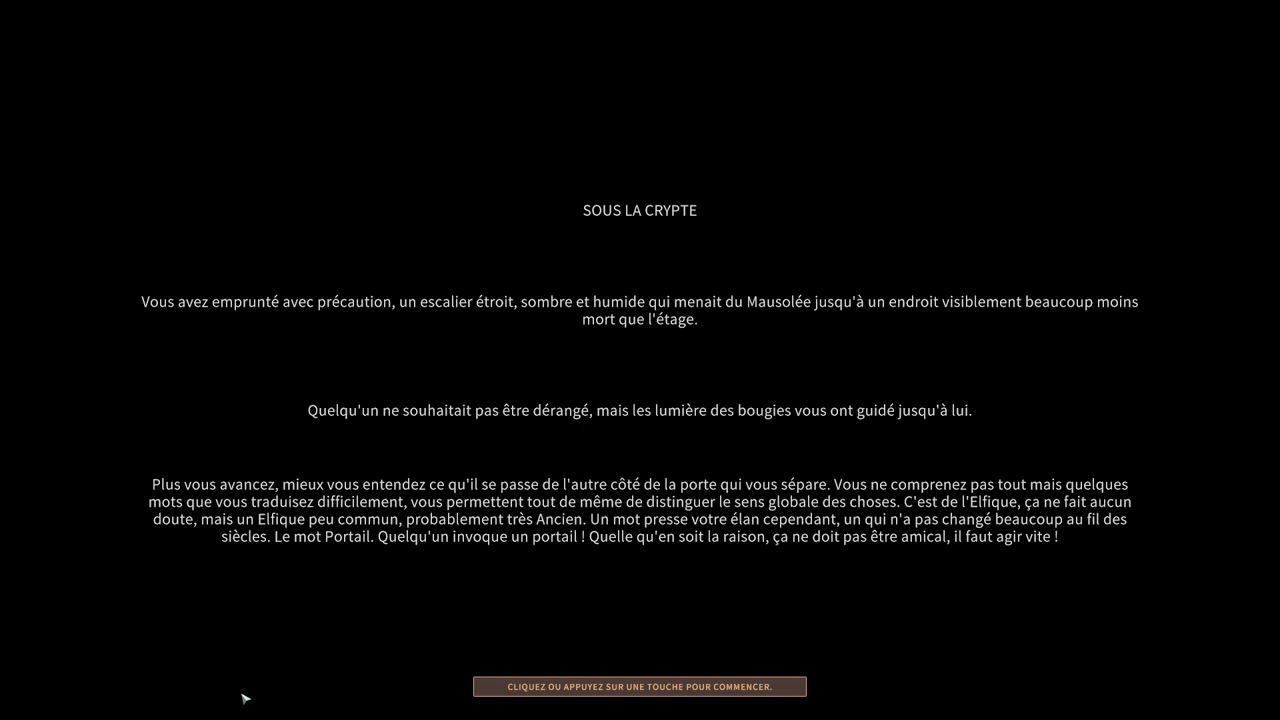 SOUS LA CRYPTE
Vous avez emprunté avec précaution, un escalier étroit, sombre et humide qui menait du Mausolée jusqu'à un endroit visiblement beaucoup moins
mort que l'étage.
Quelqu'un ne souhaitait pas être dérangé, mais les lumière des bougies vous ont guidé jusqu'à lui.
Plus vous avancez, mieux vous entendez ce qu'il se passe de l'autre côté de la porte qui vous sépare. Vous ne comprenez pas tout mais quelques
mots que vous traduisez difficilement, vous permettent tout de même de distinguer le sens globale des choses. C'est de l'Elfique, ça ne fait aucun
doute, mais un Elfique peu commun, probablement très Ancien. Un mot presse votre élan cependant, un qui n'a pas changé beaucoup au fil des
siècles. Le mot Portail. Quelqu'un invoque un portail ! Quelle qu'en soit la raison, ça ne doit pas être amical, il faut agir vite !
CLIQUEZ OU APPUYEZ SUR UNE TOUCHE POUR COMMENCER.